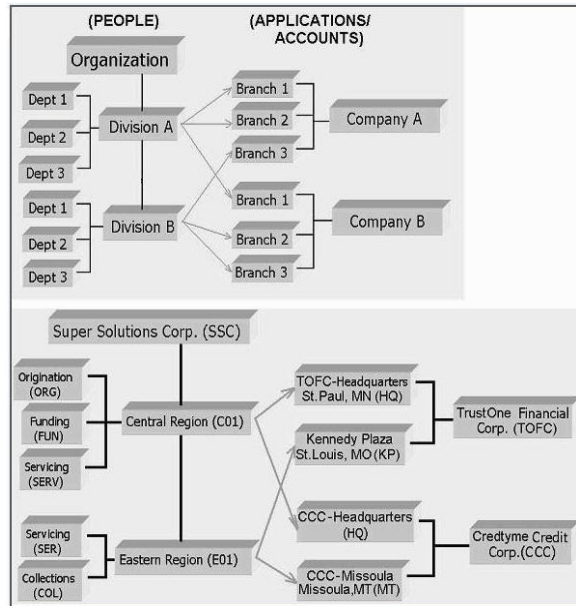 (PEOPLE)
(APPLICATIONS/
ACCOUNTS)
Organization
Dept 1
Dept 2
Dept 3
Division A
Dept 1
Dept 2
Dept 3
Division B
Branch 1
Branch 2
Branch 3
Company A
Branch 1
Branch 2
Branch 3
Company B
Super Solutions Corp. (SSC)
Origination
(ORG)
Funding
(FUN)
Servicing
(SERV)
Central Region (C01)
Servicing
(SER)
Collections
(COL)
Eastern Region (E01)
TOFC-Headquarters
St.Paul, MN (HQ)
Kennedy Plaza
St.Louis, MO(KP)
TrustOne Financial
Corp. (TOFC)
CCC-Headquarters
(HQ)
CCC-Missoula
Missoula,MT(MT)
Credtyme Credit
Corp.(CCC)